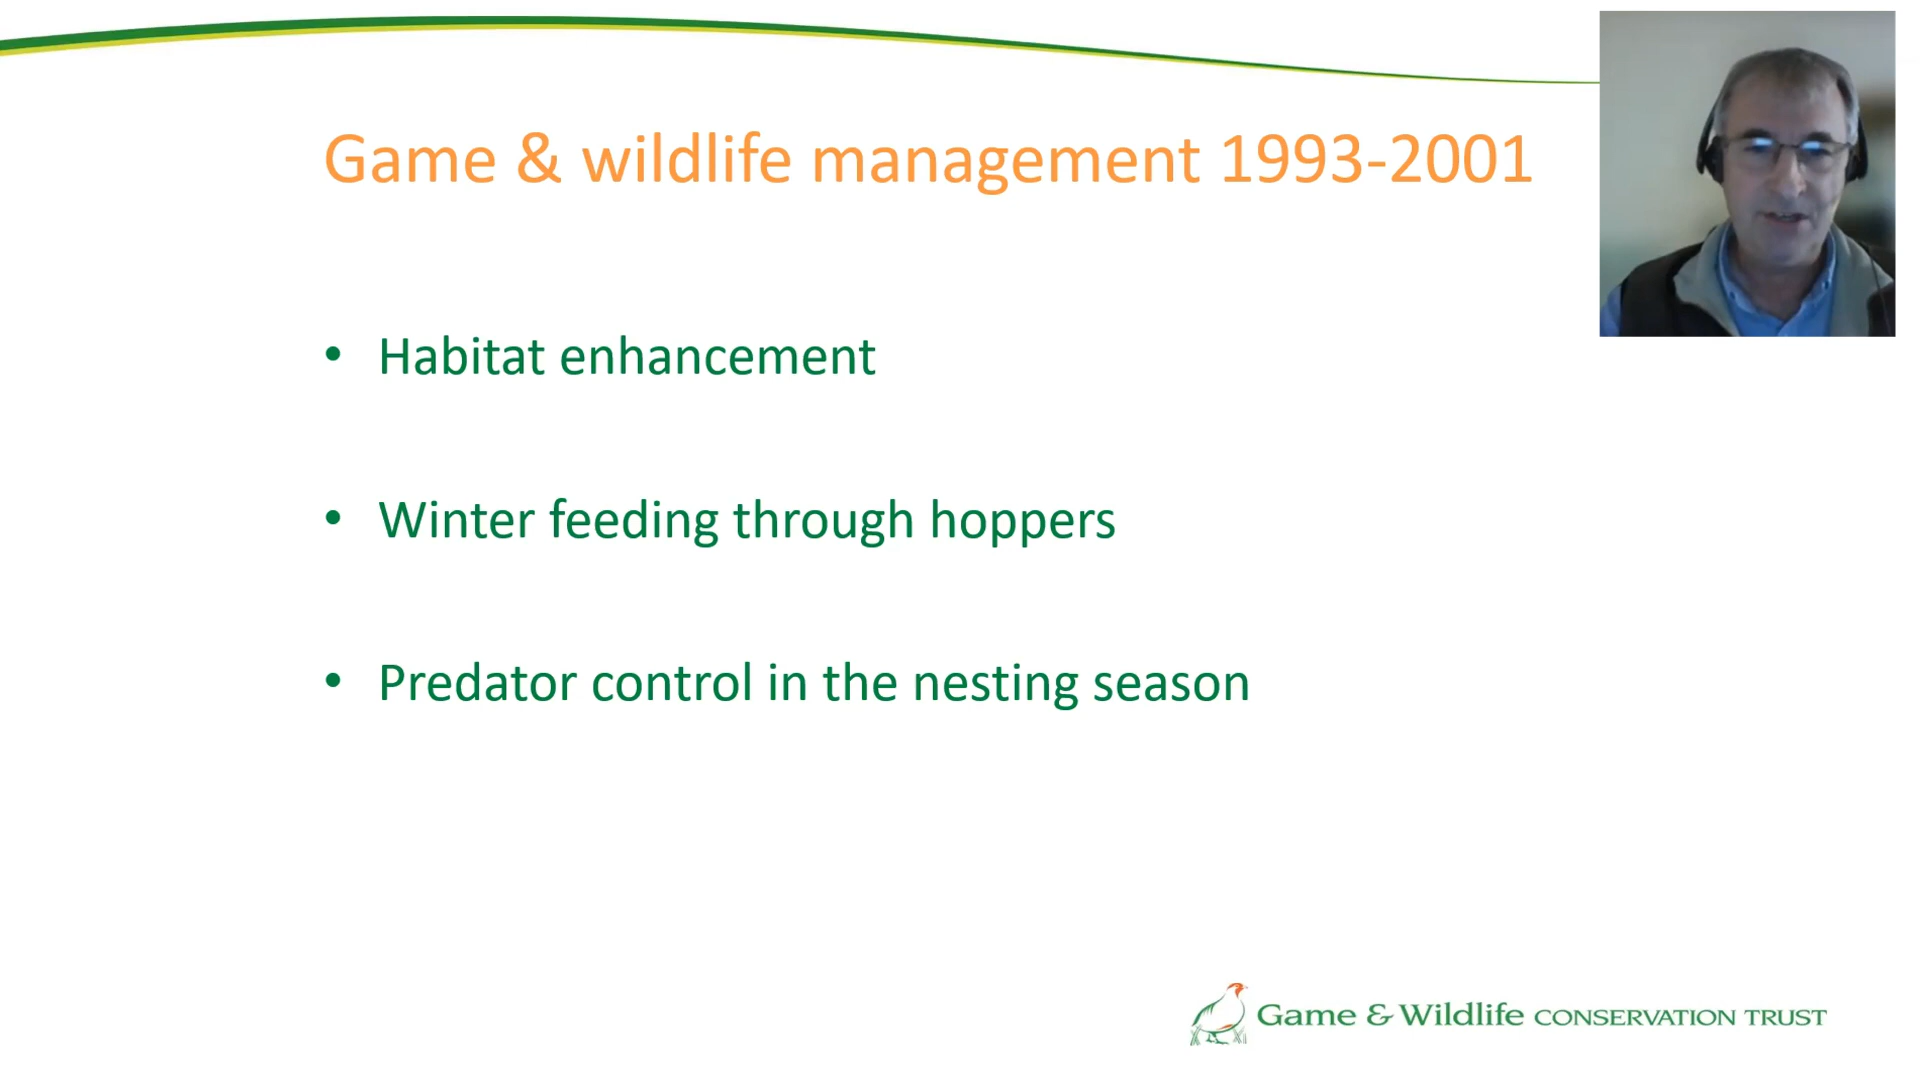 Game & wildlife management 1993-2001
• Habitat enhancement
• Winter feeding through hoppers
• Predator control in the nesting season
Game & Wildlife CONSERVATION TRUST